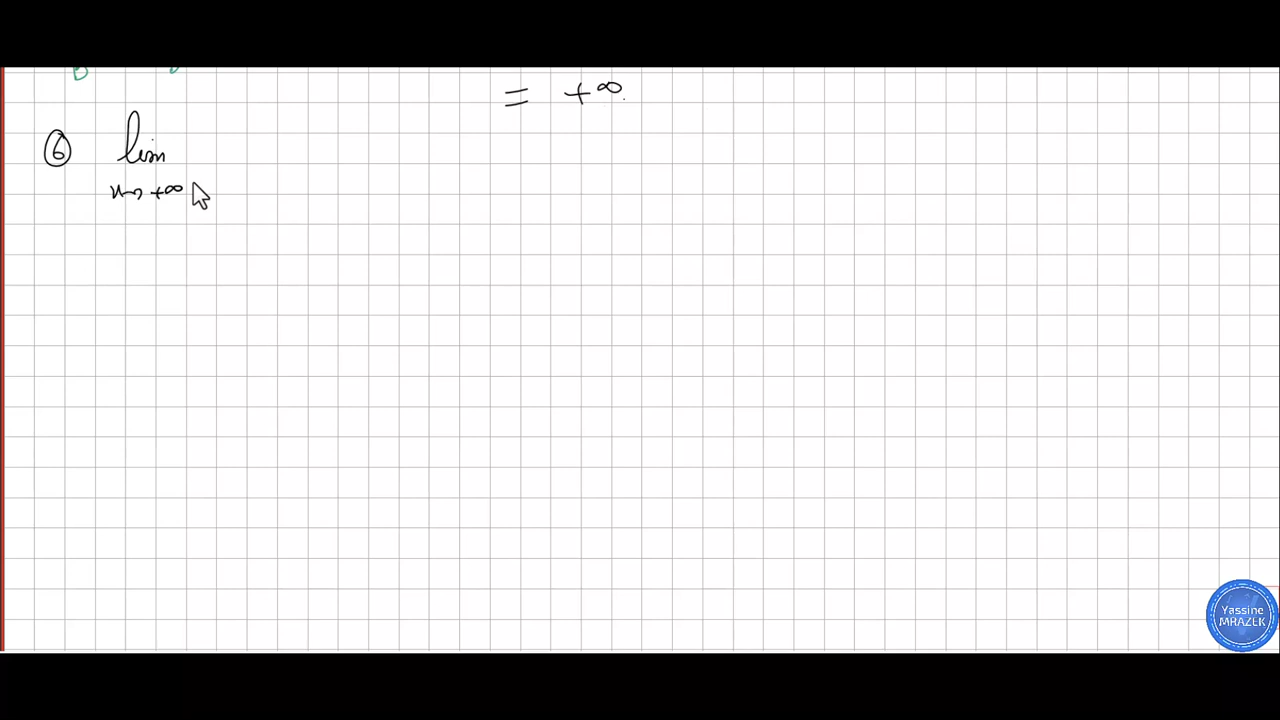 = +∞
⑥ lim
n→+∞
Yassine
MRAZEK